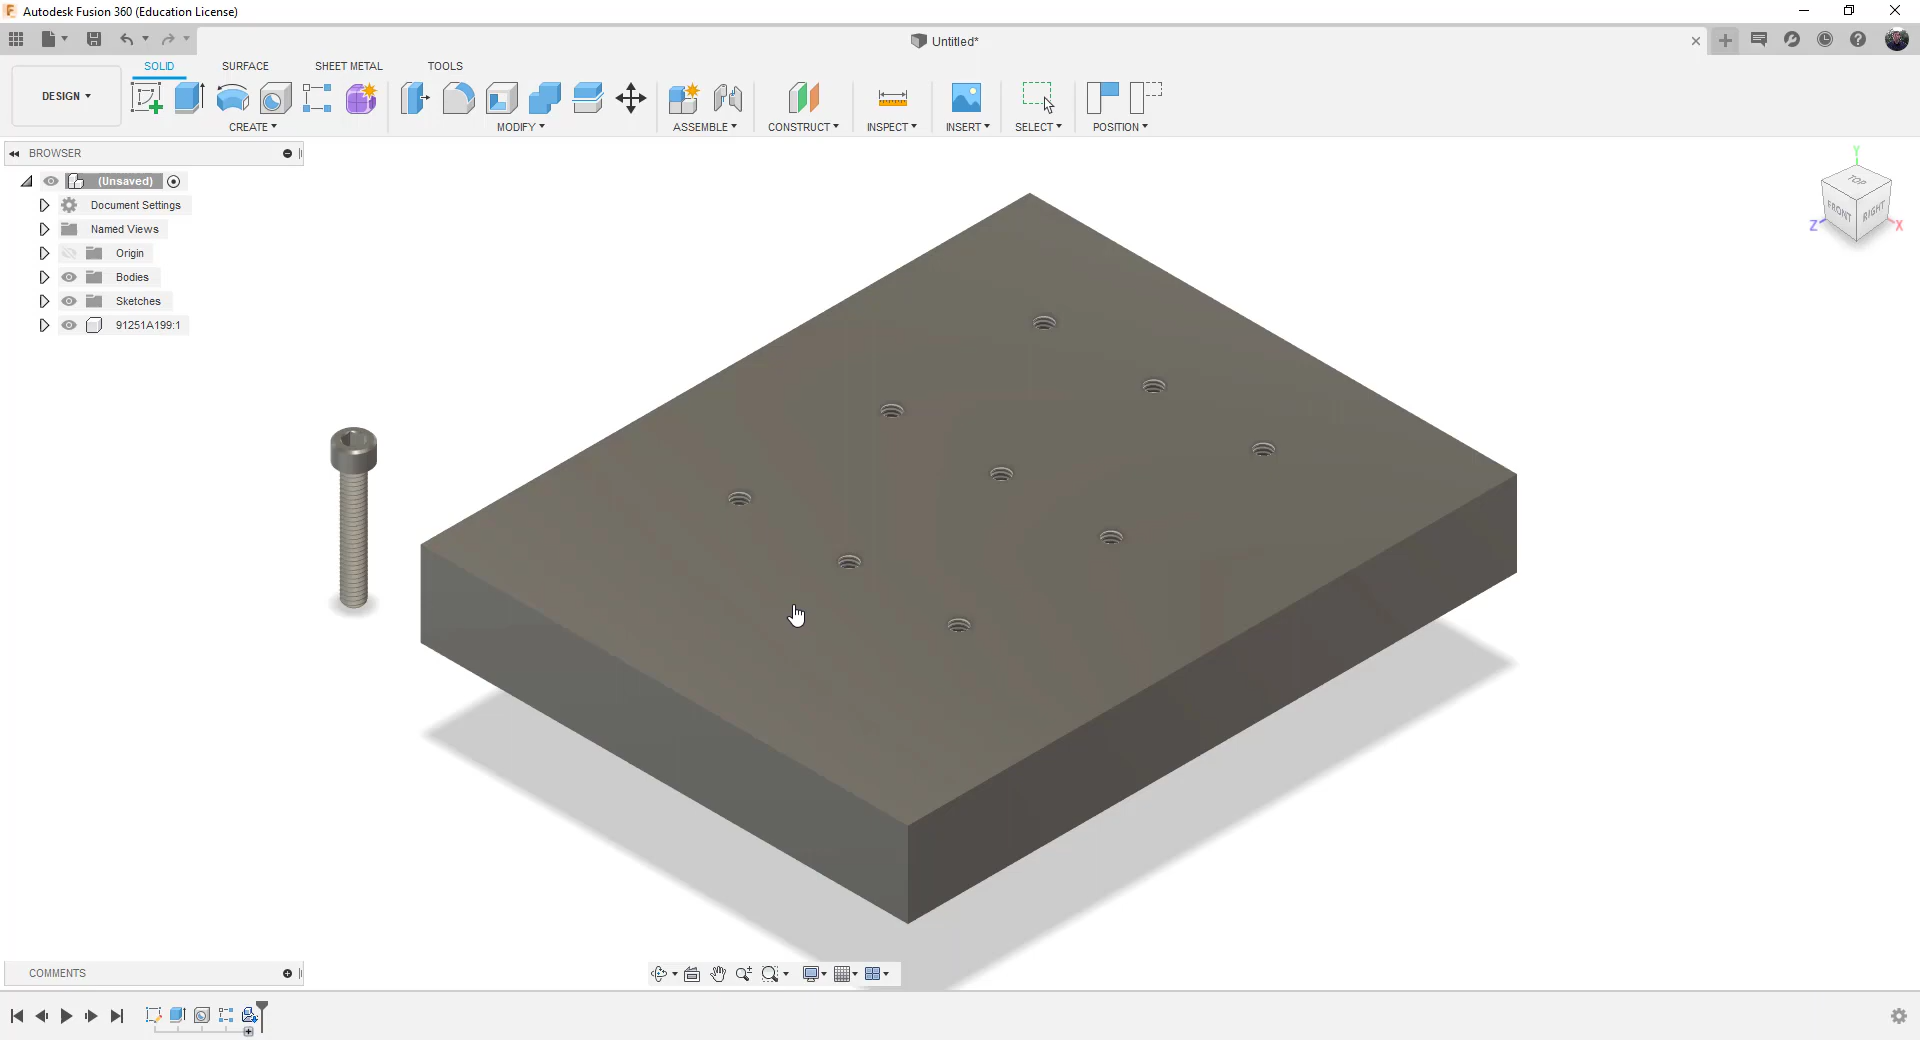 Autodesk Fusion 360 (Education License)
Untitled*
SOLID SURFACE SHEET METAL TOOLS
DESIGN
CREATE MODIFY ASSEMBLE CONSTRUCT INSPECT INSERT SELECT POSITION
BROWSER
(Unsaved)
Document Settings
Named Views
Origin
Bodies
Sketches
91251A199:1
Y
TOP
FRONT RIGHT
Z X
COMMENTS